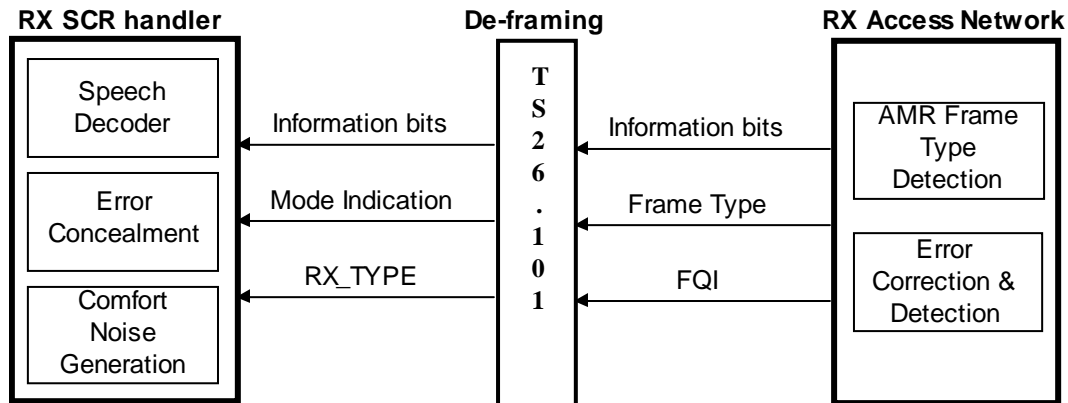 RX SCR handler
De-framing
RX Access Network
Speech
Decoder
Error
Concealment
Comfort
Noise
Generation
Information bits
Mode Indication
RX_TYPE
T
S
2
6
.
1
0
1
Information bits
Frame Type
FQI
AMR Frame
Type
Detection
Error
Correction &
Detection